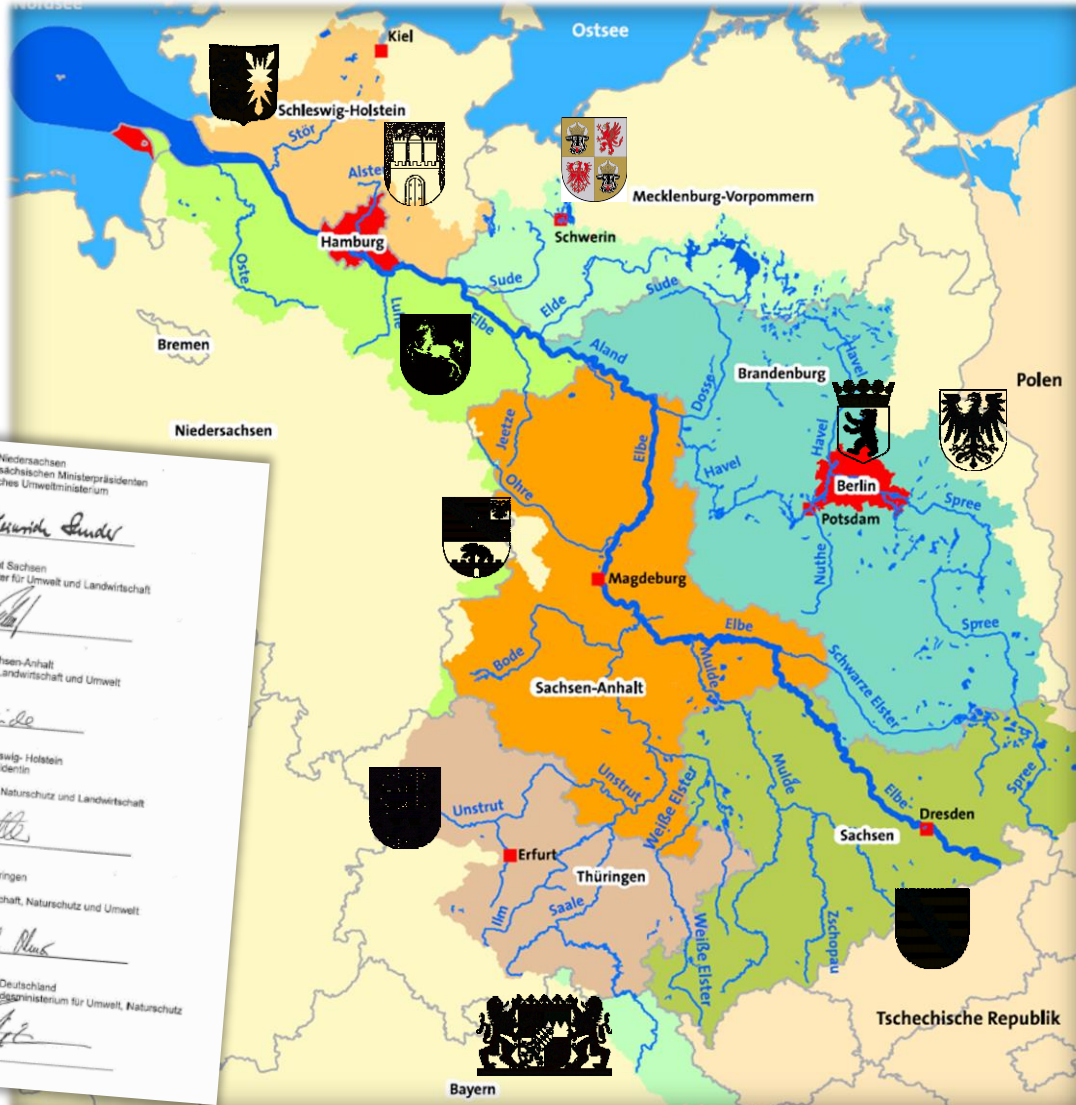 Nordsee
Ostsee
Kiel
Schleswig-Holstein
Stör
Alster
Mecklenburg-Vorpommern
Hamburg
Schwerin
Oste
Sude
Elde
Sude
Luhe
Elbe
Bremen
Aland
Havel
Brandenburg
Dosse
Polen
Niedersachsen
Jeetze
Elbe
Havel
Havel
Berlin
Ohre
Spree
Potsdam
Nuthe
Magdeburg
Elbe
Spree
Mulde
Bode
Sachsen-Anhalt
Schwarze Elster
Unstrut
Weiße Elster
Mulde
Spree
Elbe
Unstrut
Dresden
Sachsen
Erfurt
Thüringen
Ilm
Saale
Weiße Elster
Zschopau
Tschechische Republik
Bayern
Niedersachsen
sächsischen Ministerpräsidenten
ches Umweltministerium
Sachsen
er für Umwelt und Landwirtschaft
hsen-Anhalt
Landwirtschaft und Umwelt
swig- Holstein
identin
Naturschutz und Landwirtschaft
ringen
chaft, Naturschutz und Umwelt
Deutschland
desministerium für Umwelt, Naturschutz